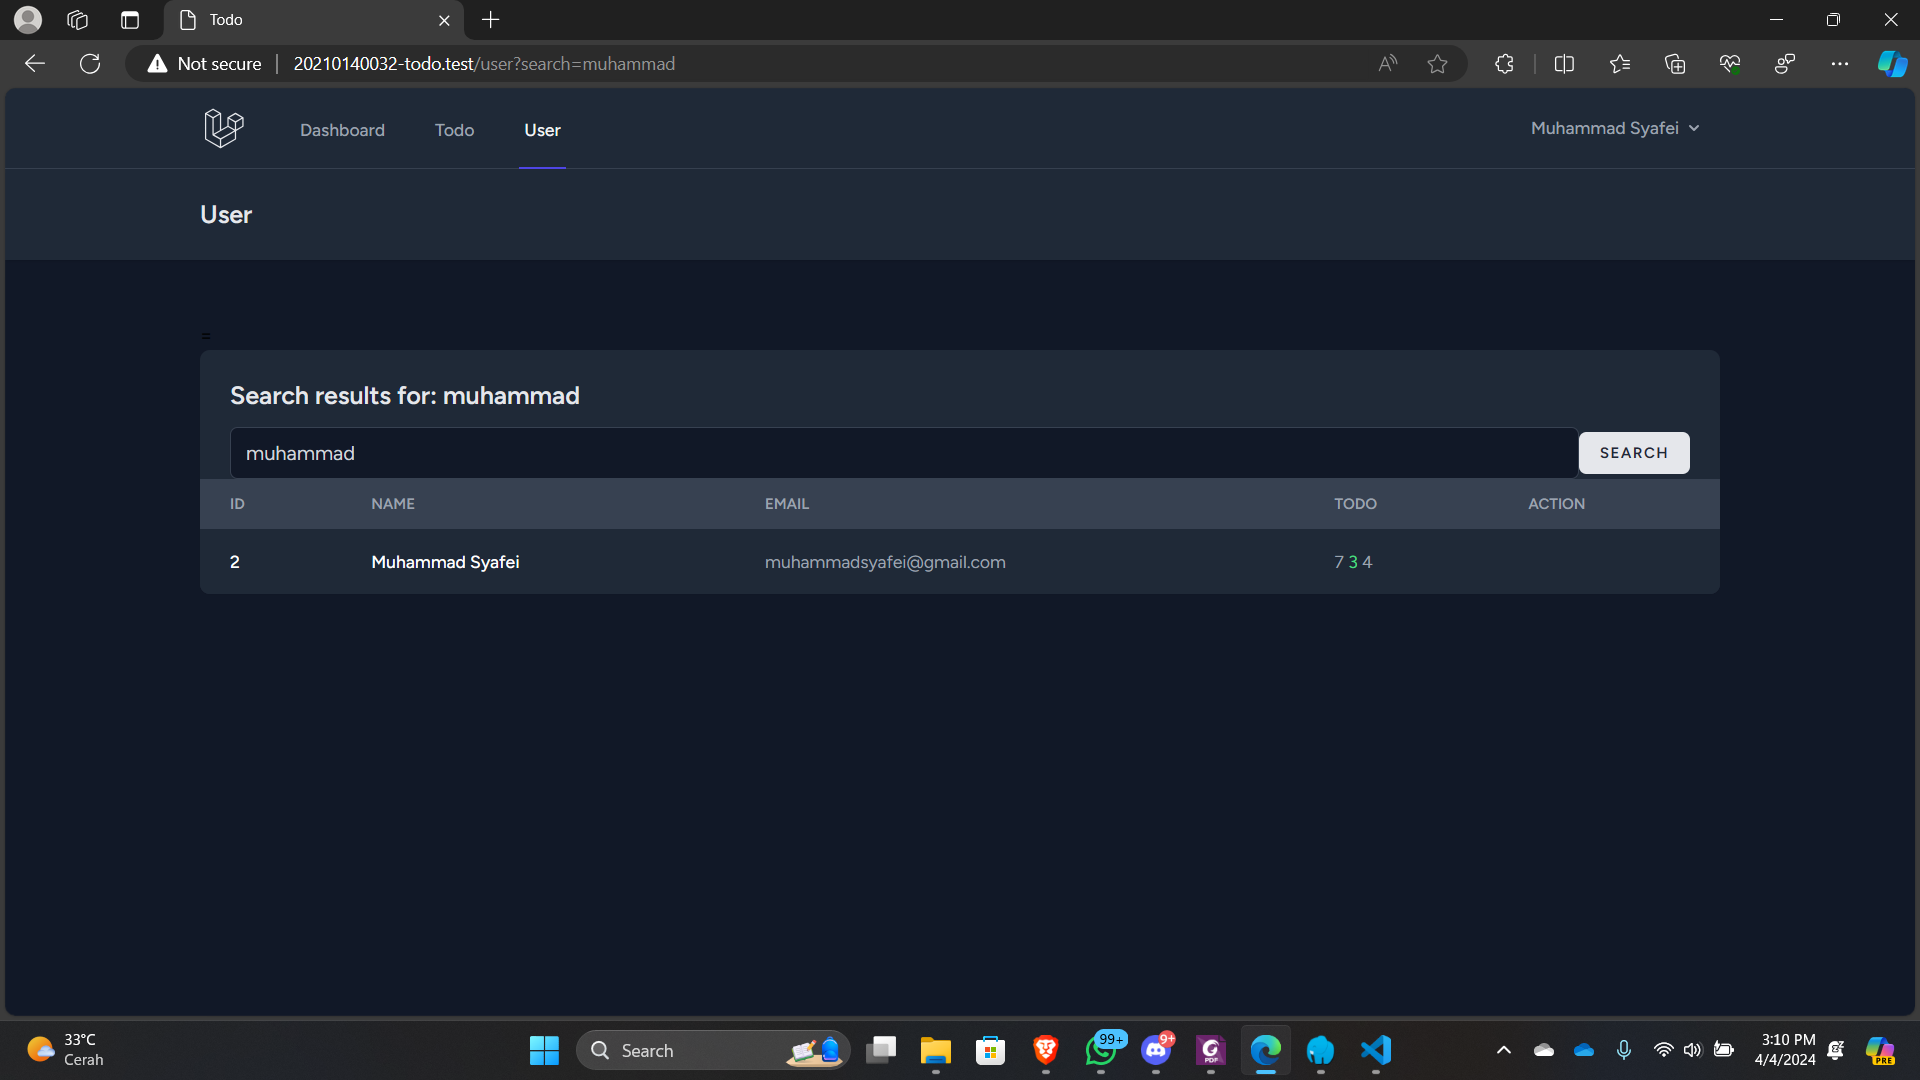 Todo
Not secure 20210140032-todo.test/user?search=muhammad
Dashboard Todo User Muhammad Syafei
User
=
Search results for: muhammad
muhammad SEARCH
ID NAME EMAIL TODO ACTION
2 Muhammad Syafei muhammadsyafei@gmail.com 7 3 4
33°C
Cerah
Search
99+
9+
PDF
3:10 PM
4/4/2024
PRE